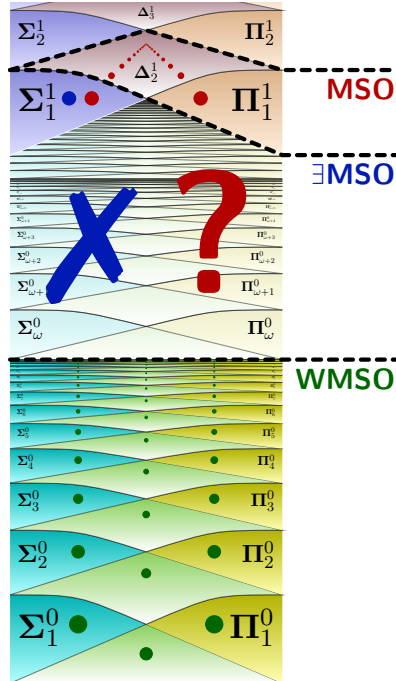 Δ¹₃
Σ¹₂ Π¹₂
Δ¹₂
Σ¹₁ Π¹₁
MSO
∃MSO
✗ ?
Σ⁰ω+3 Π⁰ω+3
Σ⁰ω+2 Π⁰ω+2
Σ⁰ω+1 Π⁰ω+1
Σ⁰ω Π⁰ω
WMSO
Σ⁰₅ Π⁰₅
Σ⁰₄ Π⁰₄
Σ⁰₃ Π⁰₃
Σ⁰₂ Π⁰₂
Σ⁰₁ Π⁰₁